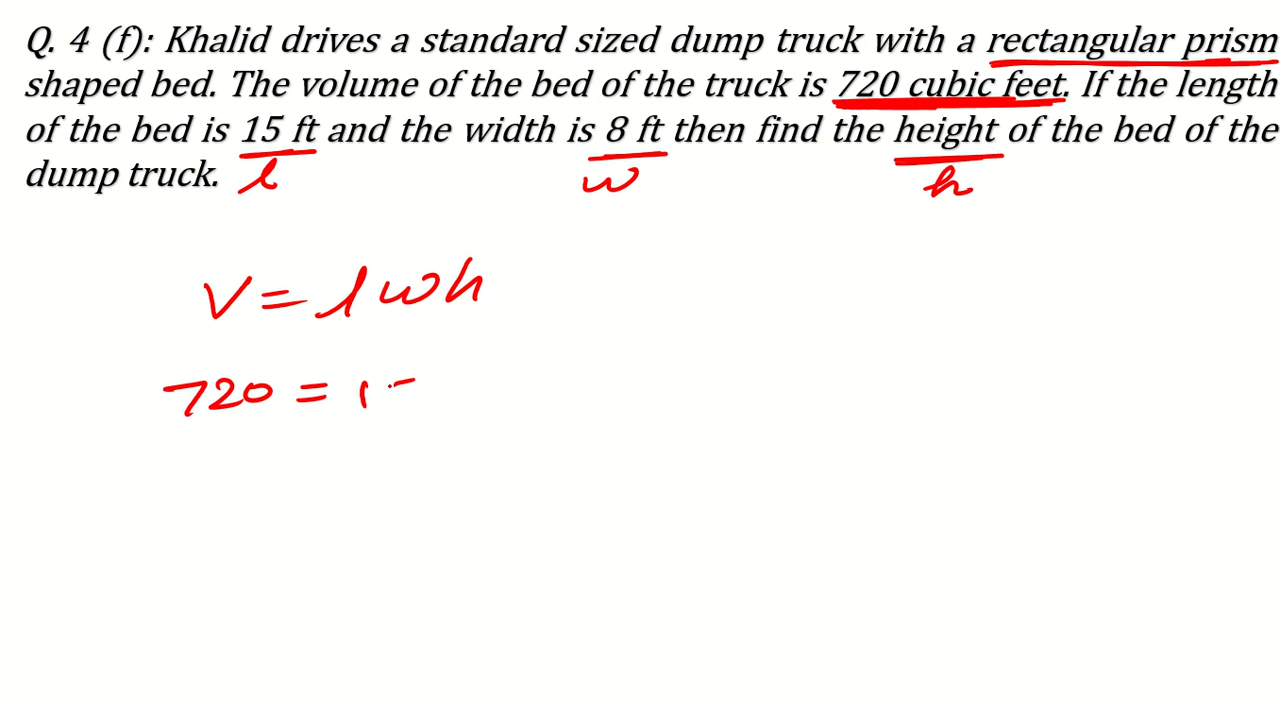 Q. 4 (f): Khalid drives a standard sized dump truck with a rectangular prism
shaped bed. The volume of the bed of the truck is 720 cubic feet. If the length
of the bed is 15 ft and the width is 8 ft then find the height of the bed of the
dump truck.
l w h
V = l w h
720 = 1